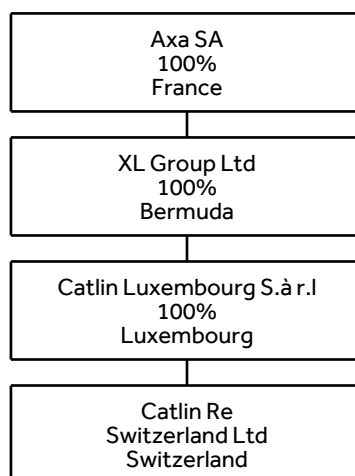 Axa SA
100%
France
XL Group Ltd
100%
Bermuda
Catlin Luxembourg S.à r.l
100%
Luxembourg
Catlin Re
Switzerland Ltd
Switzerland